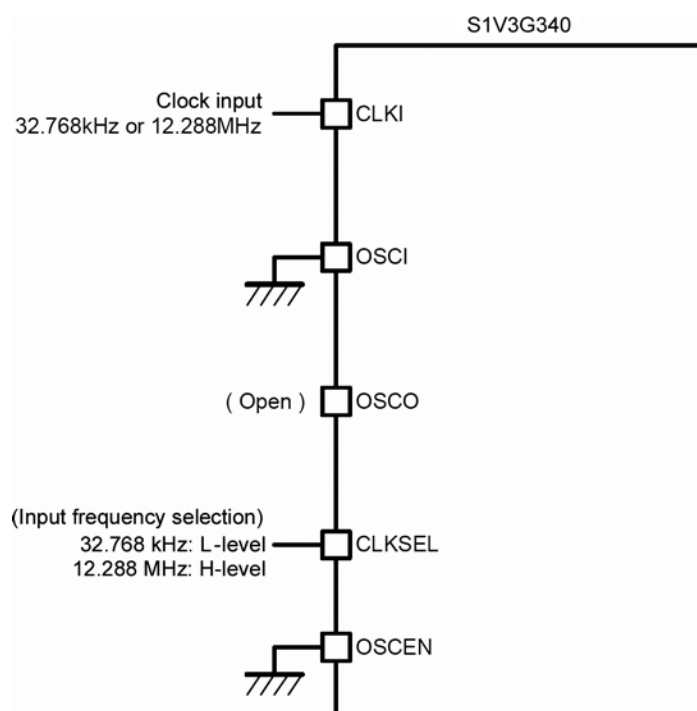 S1V3G340
Clock input
32.768kHz or 12.288MHz
CLKI
OSCI
( Open )
OSCO
(Input frequency selection)
32.768 kHz: L-level
12.288 MHz: H-level
CLKSEL
OSCEN